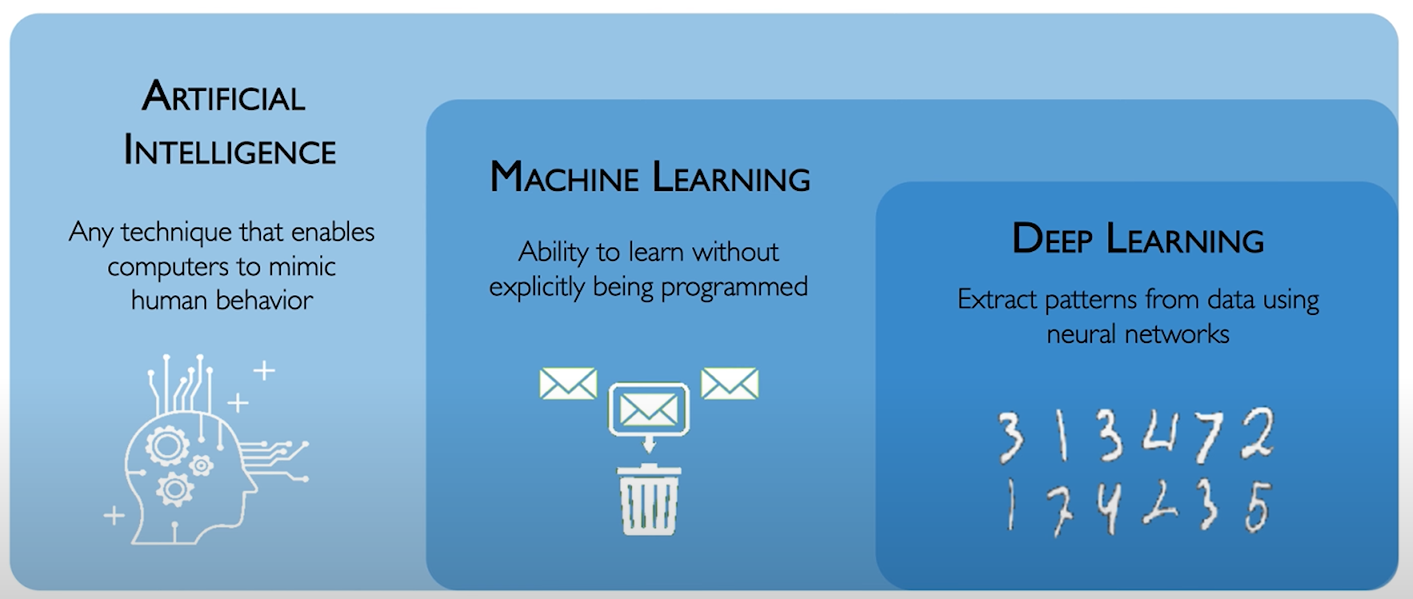 ARTIFICIAL
INTELLIGENCE
Any technique that enables
computers to mimic
human behavior
MACHINE LEARNING
Ability to learn without
explicitly being programmed
DEEP LEARNING
Extract patterns from data using
neural networks
3 1 3 4 7 2
1 7 4 2 3 5